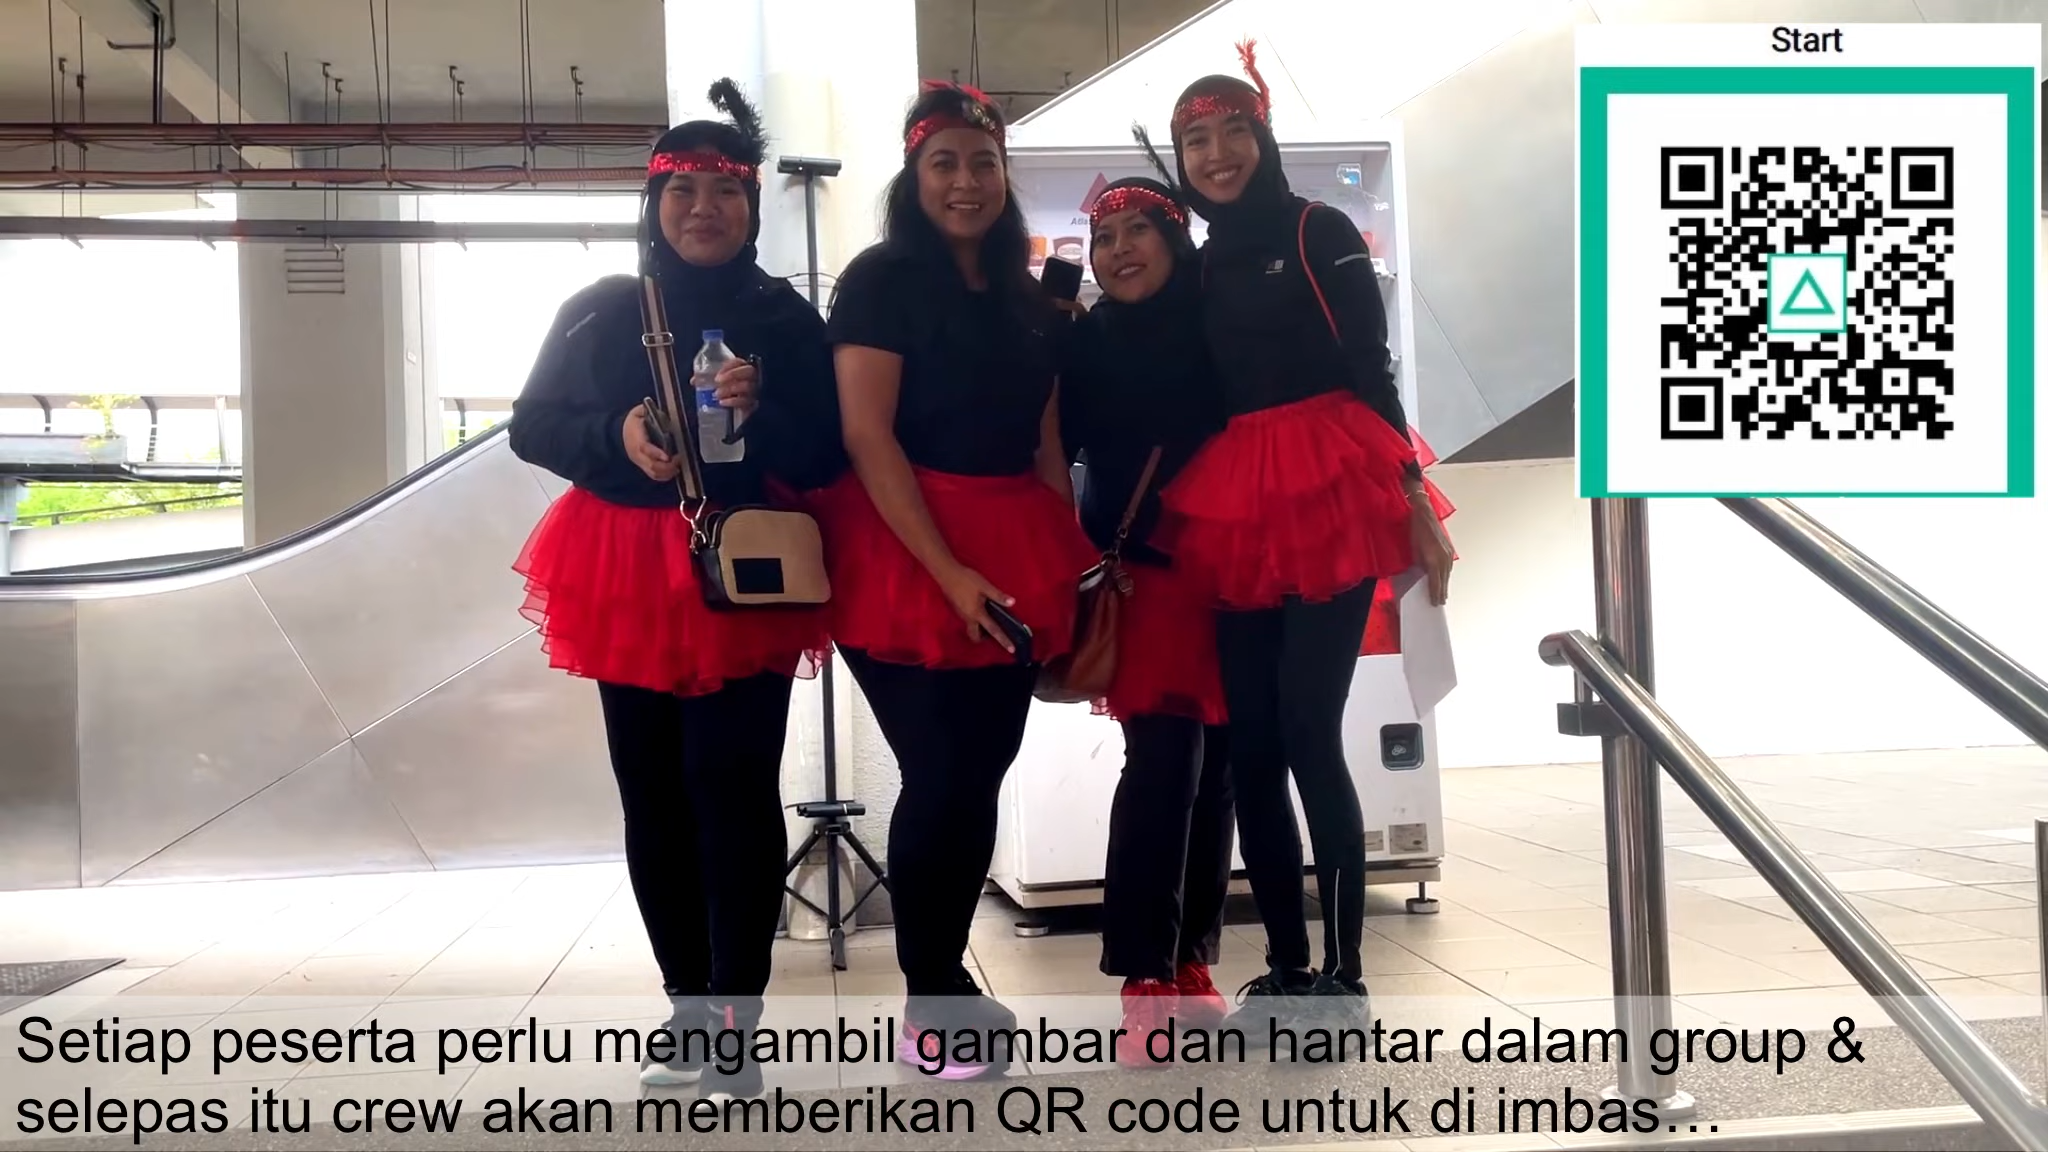 Start
Setiap peserta perlu mengambil gambar dan hantar dalam group &
selepas itu crew akan memberikan QR code untuk di imbas…